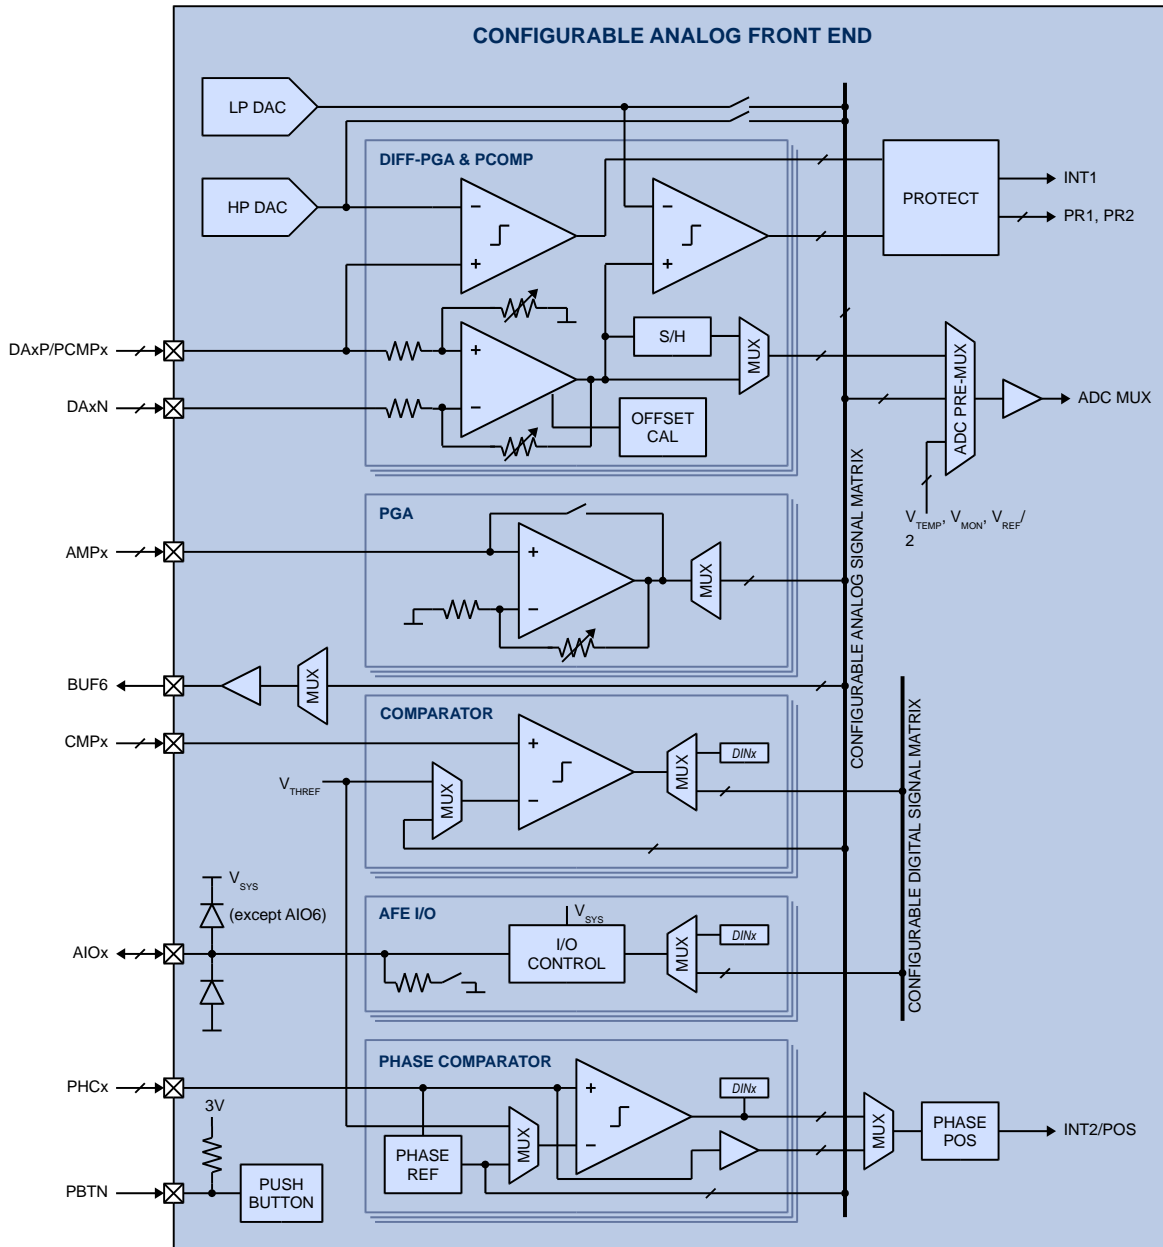 CONFIGURABLE ANALOG FRONT END
LP DAC
HP DAC
DIFF-PGA & PCOMP
PROTECT
INT1
PR1, PR2
DAxP/PCMPx
DAxN
S/H
MUX
OFFSET
CAL
ADC PRE-MUX
ADC MUX
VTEMP, VMON, VREF/
2
CONFIGURABLE ANALOG SIGNAL MATRIX
PGA
AMPx
MUX
BUF6
MUX
COMPARATOR
CMPx
VTHREF
MUX
MUX
DINx
CONFIGURABLE DIGITAL SIGNAL MATRIX
VSYS
(except AIO6)
AIOx
AFE I/O
VSYS
I/O
CONTROL
MUX
DINx
PHASE COMPARATOR
PHCx
3V
PHASE
REF
MUX
DINx
MUX
PHASE
POS
INT2/POS
PBTN
PUSH
BUTTON
+
−
+
−
+
−
+
−
+
−
+
−